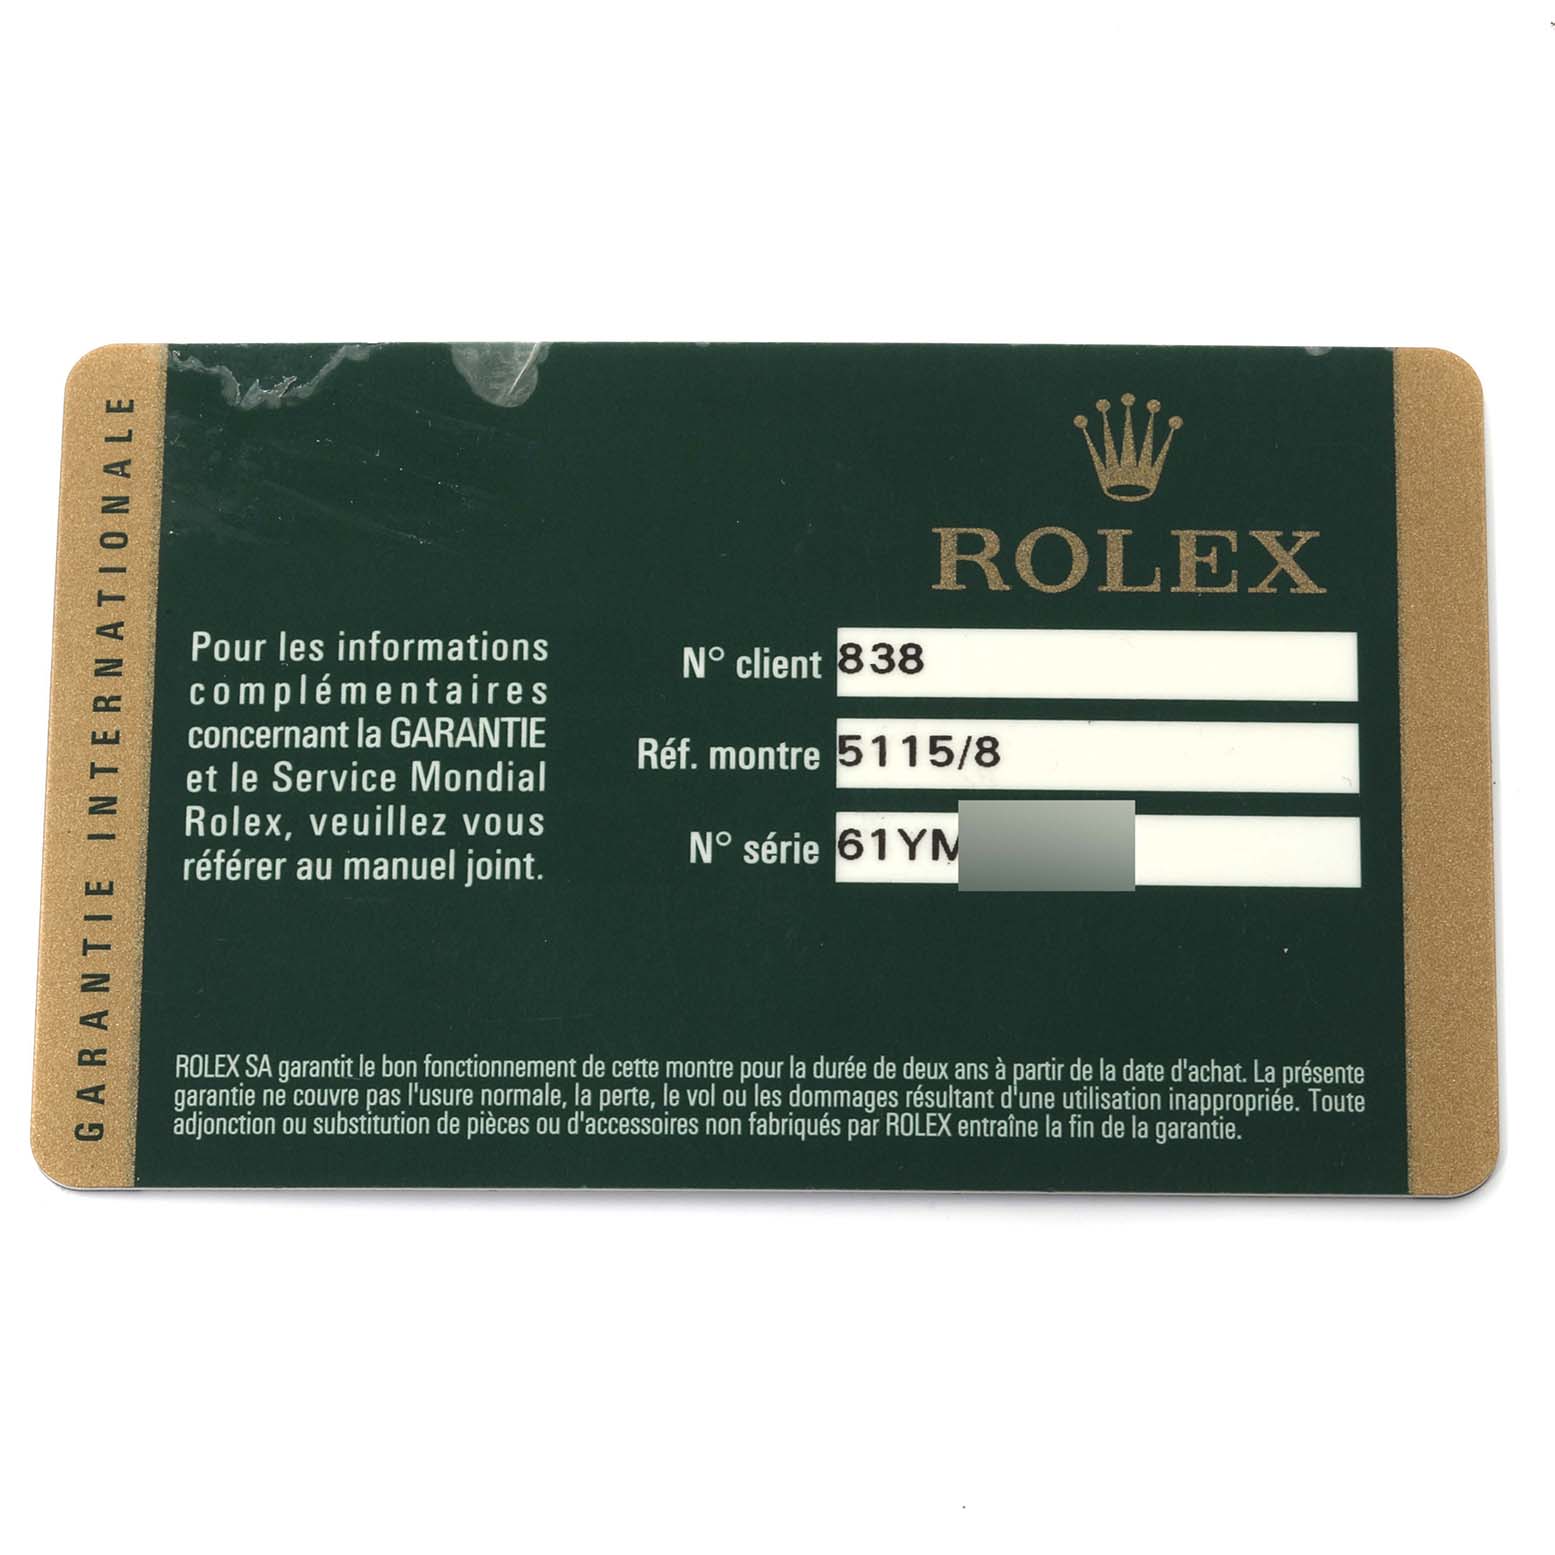 GARANTIE INTERNATIONALE
ROLEX
Pour les informations
complémentaires
concernant la GARANTIE
et le Service Mondial
Rolex, veuillez vous
référer au manuel joint.
N° client 838
Réf. montre 5115/8
N° série 61YM
ROLEX SA garantit le bon fonctionnement de cette montre pour la durée de deux ans à partir de la date d'achat. La présente
garantie ne couvre pas l'usure normale, la perte, le vol ou les dommages résultant d'une utilisation inappropriée. Toute
adjonction ou substitution de pièces ou d'accessoires non fabriqués par ROLEX entraîne la fin de la garantie.